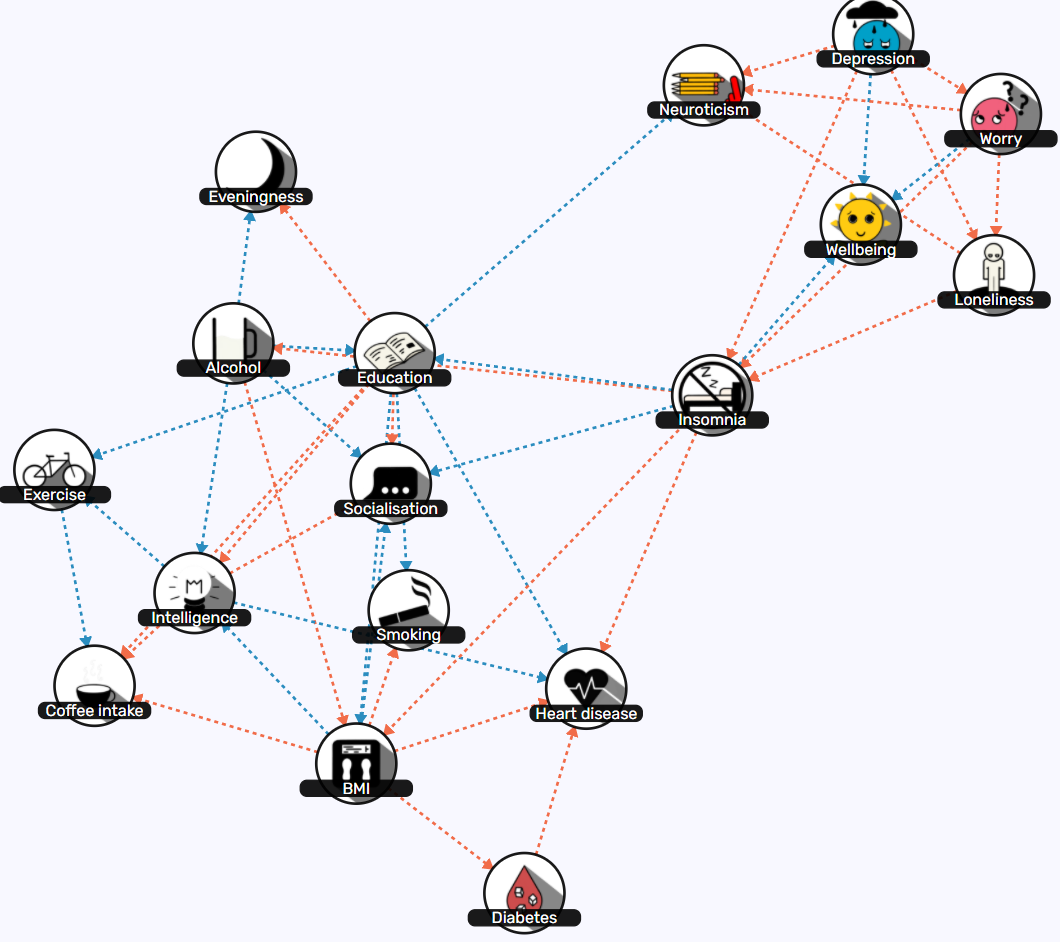 Depression
Neuroticism
? ?
Worry
Eveningness
Wellbeing
Loneliness
Alcohol
Education
Z Z Z
Insomnia
Exercise
Socialisation
Intelligence
Smoking
Coffee intake
Heart disease
BMI
Diabetes